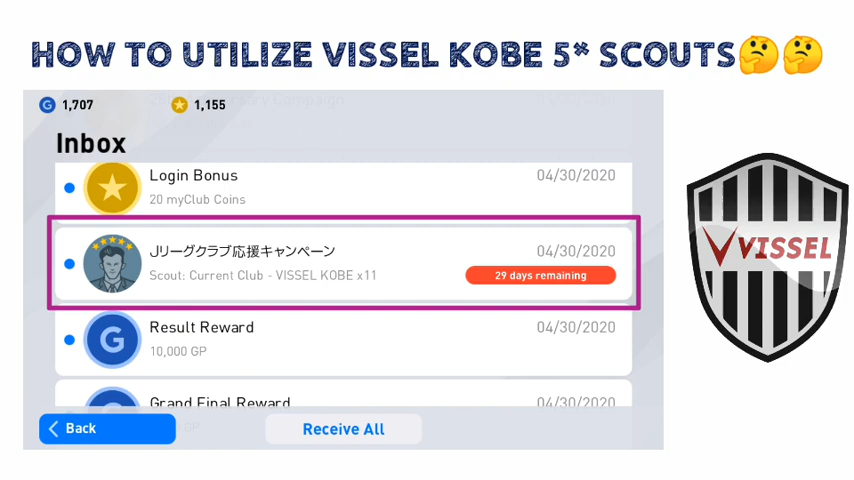 HOW TO UTILIZE VISSEL KOBE 5* SCOUTS🤔🤔
G 1,707 1,155
Inbox
Login Bonus 04/30/2020
20 myClub Coins
Jリーグクラブ応援キャンペーン 04/30/2020
Scout: Current Club - VISSEL KOBE x11 29 days remaining
VISSEL
Result Reward 04/30/2020
G
10,000 GP
Grand Final Reward 04/30/2020
Back GP Receive All